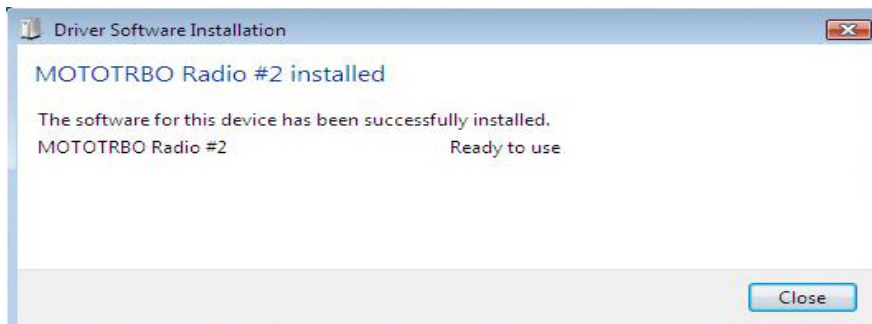 Driver Software Installation
MOTOTRBO Radio #2 installed
The software for this device has been successfully installed.
MOTOTRBO Radio #2 Ready to use
Close